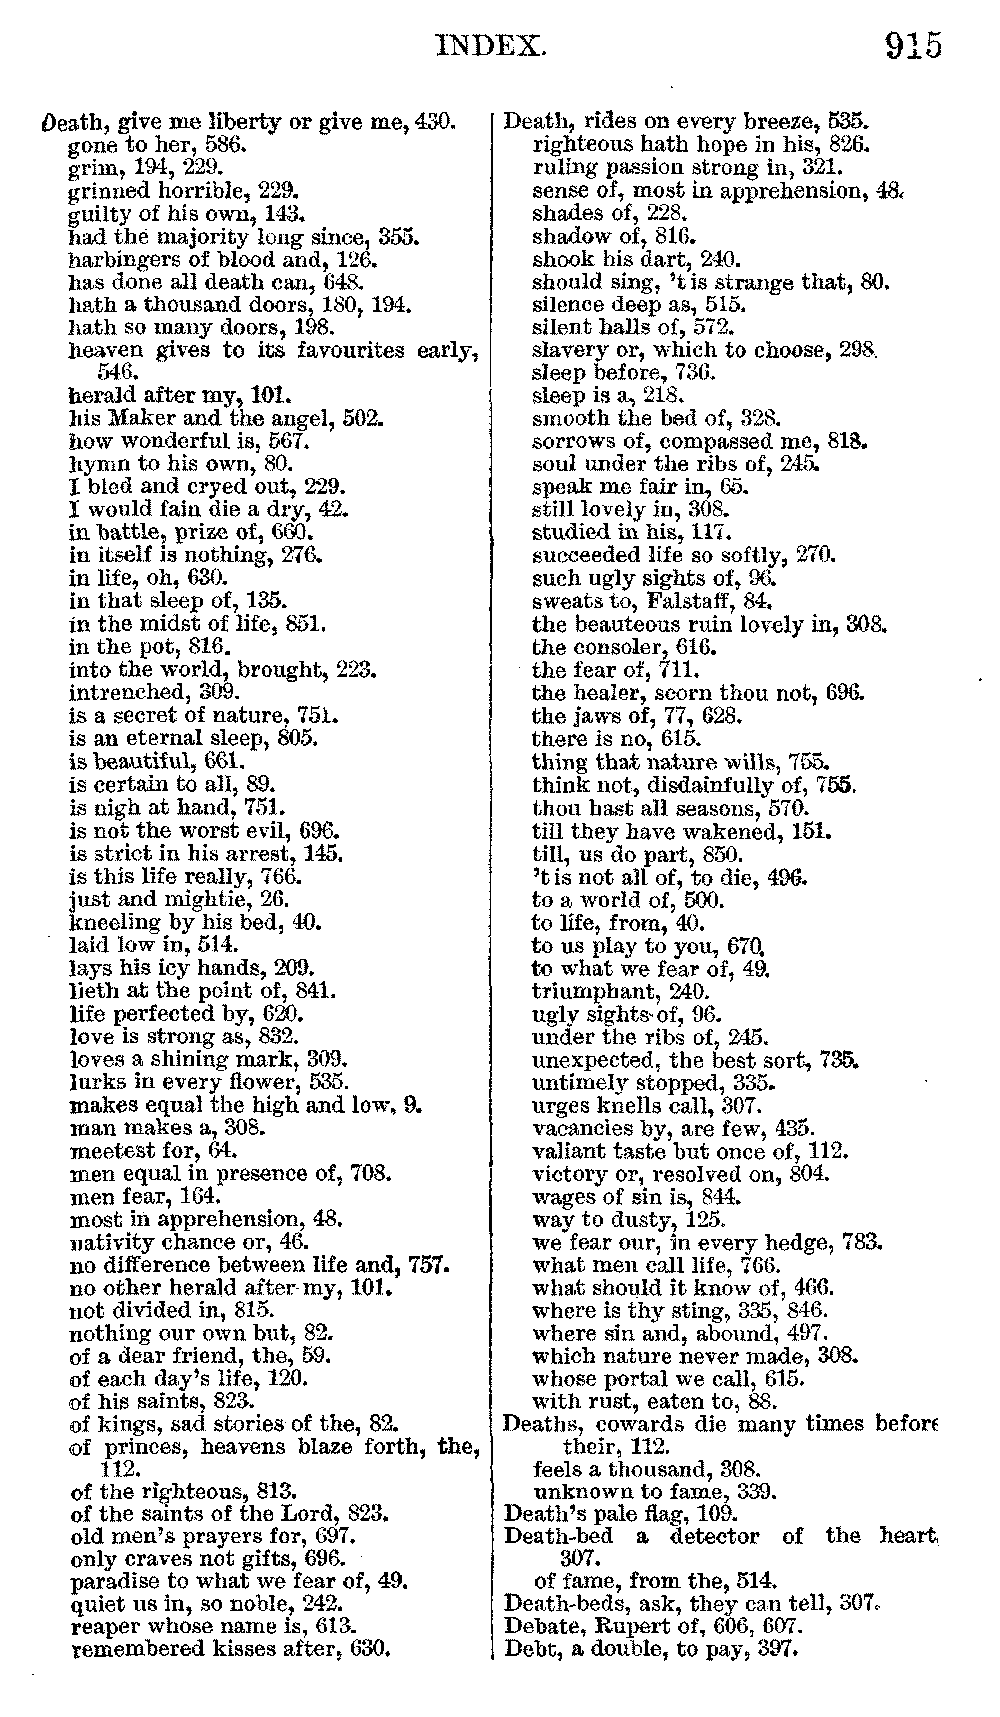 INDEX. 915
Death, give me liberty or give me, 430.
gone to her, 586.
grim, 194, 229.
grinned horrible, 229.
guilty of his own, 143.
had the majority long since, 355.
harbingers of blood and, 126.
has done all death can, 648.
hath a thousand doors, 180, 194.
hath so many doors, 198.
heaven gives to its favourites early,
546.
herald after my, 101.
his Maker and the angel, 502.
how wonderful is, 567.
hymn to his own, 80.
I bled and cryed out, 229.
I would fain die a dry, 42.
in battle, prize of, 660.
in itself is nothing, 276.
in life, oh, 630.
in that sleep of, 135.
in the midst of life, 851.
in the pot, 816.
into the world, brought, 223.
intrenched, 309.
is a secret of nature, 751.
is an eternal sleep, 805.
is beautiful, 661.
is certain to all, 89.
is nigh at hand, 751.
is not the worst evil, 696.
is strict in his arrest, 145.
is this life really, 766.
just and mightie, 26.
kneeling by his bed, 40.
laid low in, 514.
lays his icy hands, 209.
lieth at the point of, 841.
life perfected by, 620.
love is strong as, 832.
loves a shining mark, 309.
lurks in every flower, 535.
makes equal the high and low, 9.
man makes a, 308.
meetest for, 64.
men equal in presence of, 708.
men fear, 164.
most in apprehension, 48.
nativity chance or, 46.
no difference between life and, 757.
no other herald after my, 101.
not divided in, 815.
nothing our own but, 82.
of a dear friend, the, 59.
of each day's life, 120.
of his saints, 823.
of kings, sad stories of the, 82.
of princes, heavens blaze forth, the,
112.
of the righteous, 813.
of the saints of the Lord, 823.
old men's prayers for, 697.
only craves not gifts, 696.
paradise to what we fear of, 49.
quiet us in, so noble, 242.
reaper whose name is, 613.
remembered kisses after, 630.
Death, rides on every breeze, 535.
righteous hath hope in his, 826.
ruling passion strong in, 321.
sense of, most in apprehension, 48.
shades of, 228.
shadow of, 816.
shook his dart, 240.
should sing, 't is strange that, 80.
silence deep as, 515.
silent halls of, 572.
slavery or, which to choose, 298.
sleep before, 736.
sleep is a, 218.
smooth the bed of, 328.
sorrows of, compassed me, 818.
soul under the ribs of, 245.
speak me fair in, 65.
still lovely in, 308.
studied in his, 117.
succeeded life so softly, 270.
such ugly sights of, 96.
sweats to, Falstaff, 84.
the beauteous ruin lovely in, 308.
the consoler, 616.
the fear of, 711.
the healer, scorn thou not, 696.
the jaws of, 77, 628.
there is no, 615.
thing that nature wills, 755.
think not, disdainfully of, 755.
thou hast all seasons, 570.
till they have wakened, 151.
till, us do part, 850.
't is not all of, to die, 496.
to a world of, 500.
to life, from, 40.
to us play to you, 670.
to what we fear of, 49.
triumphant, 240.
ugly sights of, 96.
under the ribs of, 245.
unexpected, the best sort, 735.
untimely stopped, 335.
urges knells call, 307.
vacancies by, are few, 435.
valiant taste but once of, 112.
victory or, resolved on, 804.
wages of sin is, 844.
way to dusty, 125.
we fear our, in every hedge, 783.
what men call life, 766.
what should it know of, 466.
where is thy sting, 335, 846.
where sin and, abound, 497.
which nature never made, 308.
whose portal we call, 615.
with rust, eaten to, 88.
Deaths, cowards die many times before
their, 112.
feels a thousand, 308.
unknown to fame, 339.
Death's pale flag, 109.
Death-bed a detector of the heart,
307.
of fame, from the, 514.
Death-beds, ask, they can tell, 307.
Debate, Rupert of, 606, 607.
Debt, a double, to pay, 397.